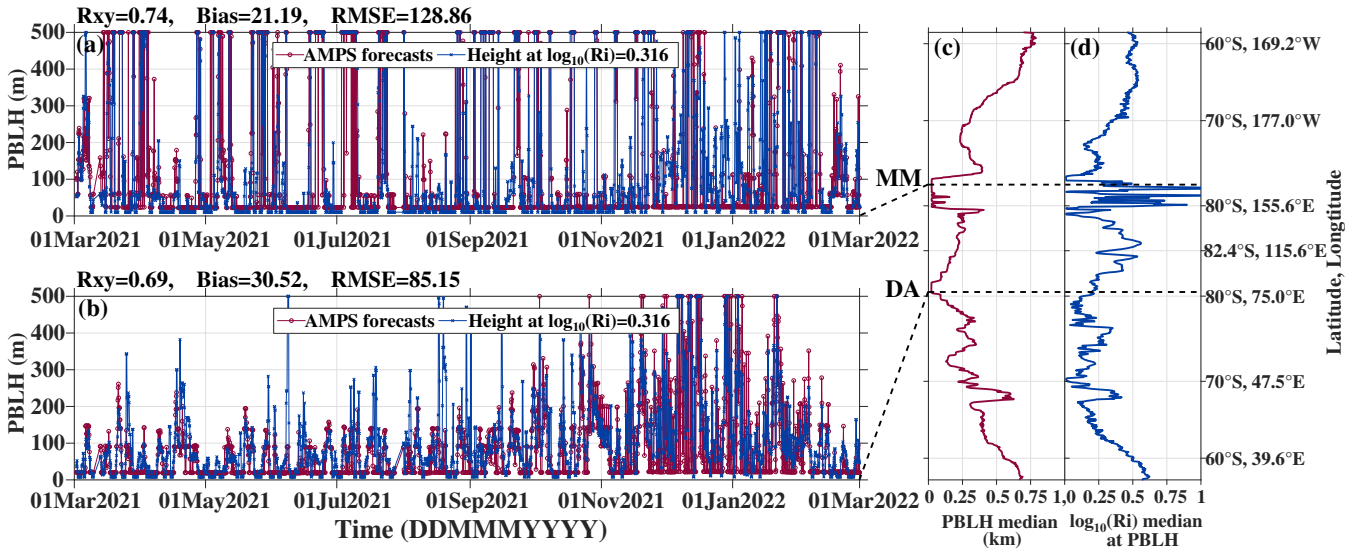 Rxy=0.74, Bias=21.19, RMSE=128.86
(a)
AMPS forecasts
Height at log10(Ri)=0.316
PBLH (m)
500
400
300
200
100
0
01Mar2021
01May2021
01Jul2021
01Sep2021
01Nov2021
01Jan2022
01Mar2022
Rxy=0.69, Bias=30.52, RMSE=85.15
(b)
AMPS forecasts
Height at log10(Ri)=0.316
PBLH (m)
500
400
300
200
100
0
01Mar2021
01May2021
01Jul2021
01Sep2021
01Nov2021
01Jan2022
01Mar2022
Time (DDMMMYYYY)
MM
DA
(c)
0
0.25
0.5
0.75
1
PBLH median
(km)
(d)
0.25
0.5
0.75
1
log10(Ri) median
at PBLH
60°S, 169.2°W
70°S, 177.0°W
80°S, 155.6°E
82.4°S, 115.6°E
80°S, 75.0°E
70°S, 47.5°E
60°S, 39.6°E
Latitude, Longtitude